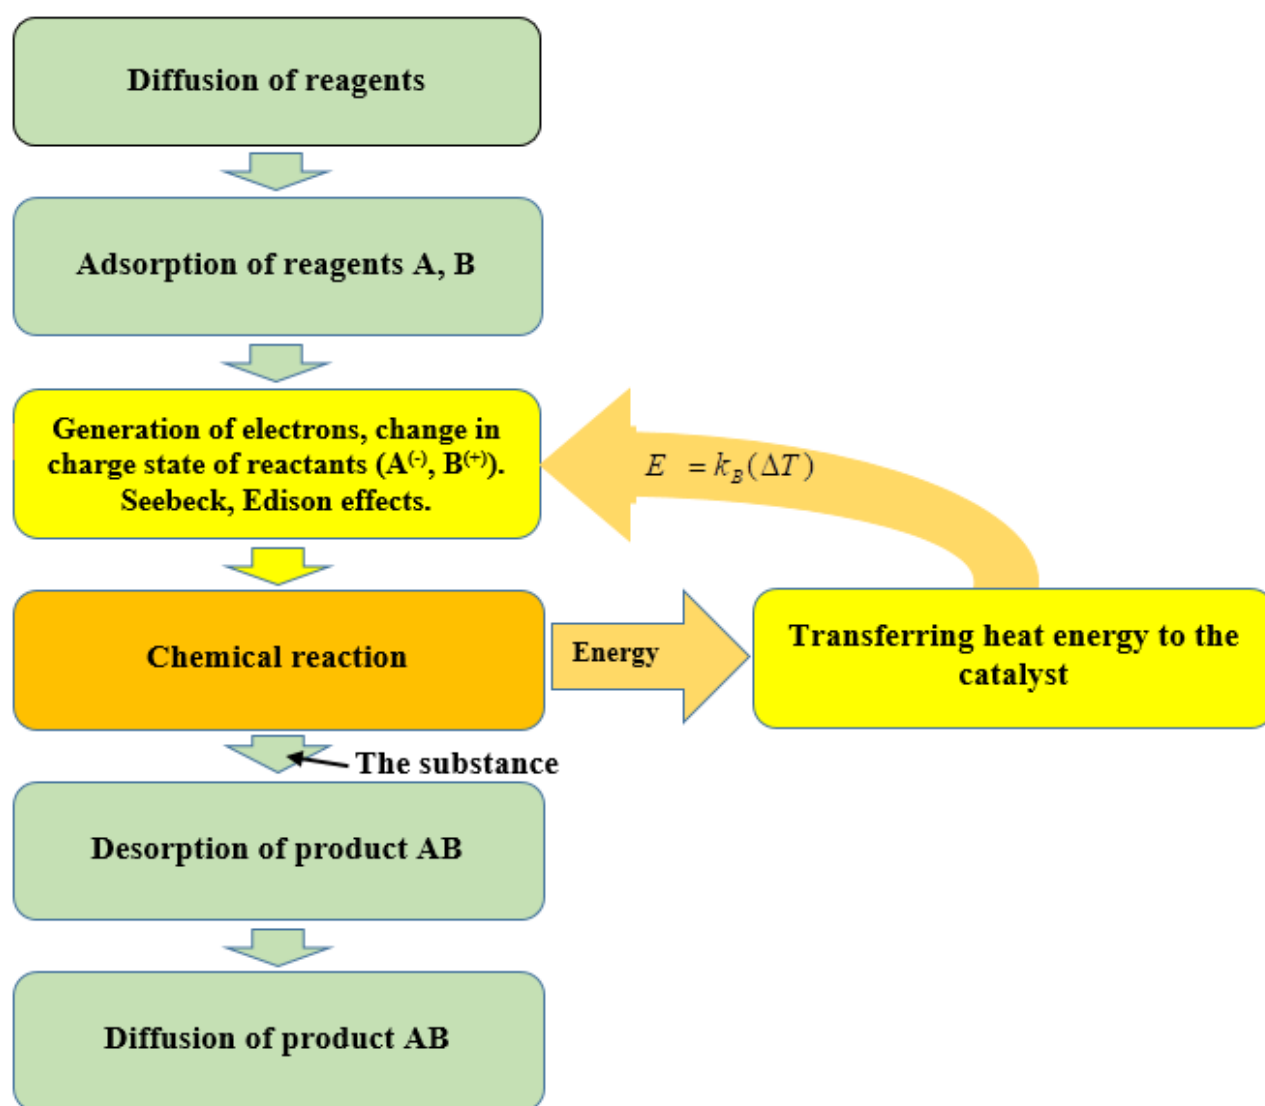 Diffusion of reagents
Adsorption of reagents A, B
Generation of electrons, change in
charge state of reactants (A⁽⁻⁾, B⁽⁺⁾).
Seebeck, Edison effects.
E = k_B(ΔT)
Chemical reaction
Energy
Transferring heat energy to the
catalyst
The substance
Desorption of product AB
Diffusion of product AB